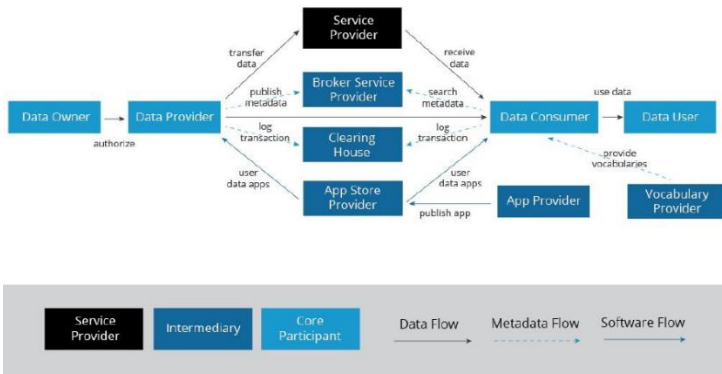 Service
Provider
transfer
data
receive
data
publish
metadata
Broker Service
Provider
search
metadata
use data
Data Owner
Data Provider
Data Consumer
Data User
authorize
log
transaction
Clearing
House
log
transaction
provide
vocabularies
user
data apps
App Store
Provider
user
data apps
publish app
App Provider
Vocabulary
Provider
Service
Provider
Intermediary
Core
Participant
Data Flow
Metadata Flow
Software Flow